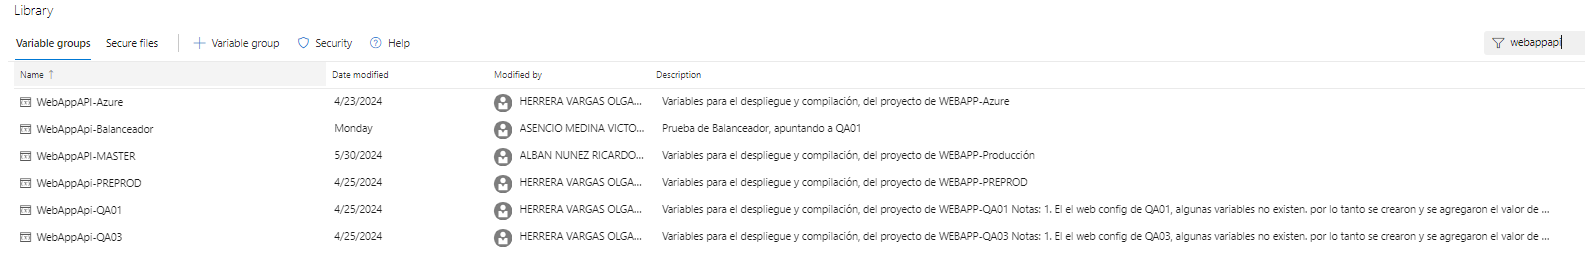 Library
Variable groups Secure files + Variable group Security Help webappapi
Name ↑ Date modified Modified by Description
WebAppAPI-Azure 4/23/2024 HERRERA VARGAS OLGA... Variables para el despliegue y compilación, del proyecto de WEBAPP-Azure
WebAppApi-Balanceador Monday ASENCIO MEDINA VICTO... Prueba de Balanceador, apuntando a QA01
WebAppAPI-MASTER 5/30/2024 ALBAN NUNEZ RICARDO... Variables para el despliegue y compilación, del proyecto de WEBAPP-Producción
WebAppApi-PREPROD 4/25/2024 HERRERA VARGAS OLGA... Variables para el despliegue y compilación, del proyecto de WEBAPP-PREPROD
WebAppApi-QA01 4/25/2024 HERRERA VARGAS OLGA... Variables para el despliegue y compilación, del proyecto de WEBAPP-QA01 Notas: 1. El el web config de QA01, algunas variables no existen. por lo tanto se crearon y se agregaron el valor de ...
WebAppApi-QA03 4/25/2024 HERRERA VARGAS OLGA... Variables para el despliegue y compilación, del proyecto de WEBAPP-QA03 Notas: 1. El el web config de QA03, algunas variables no existen. por lo tanto se crearon y se agregaron el valor de ...